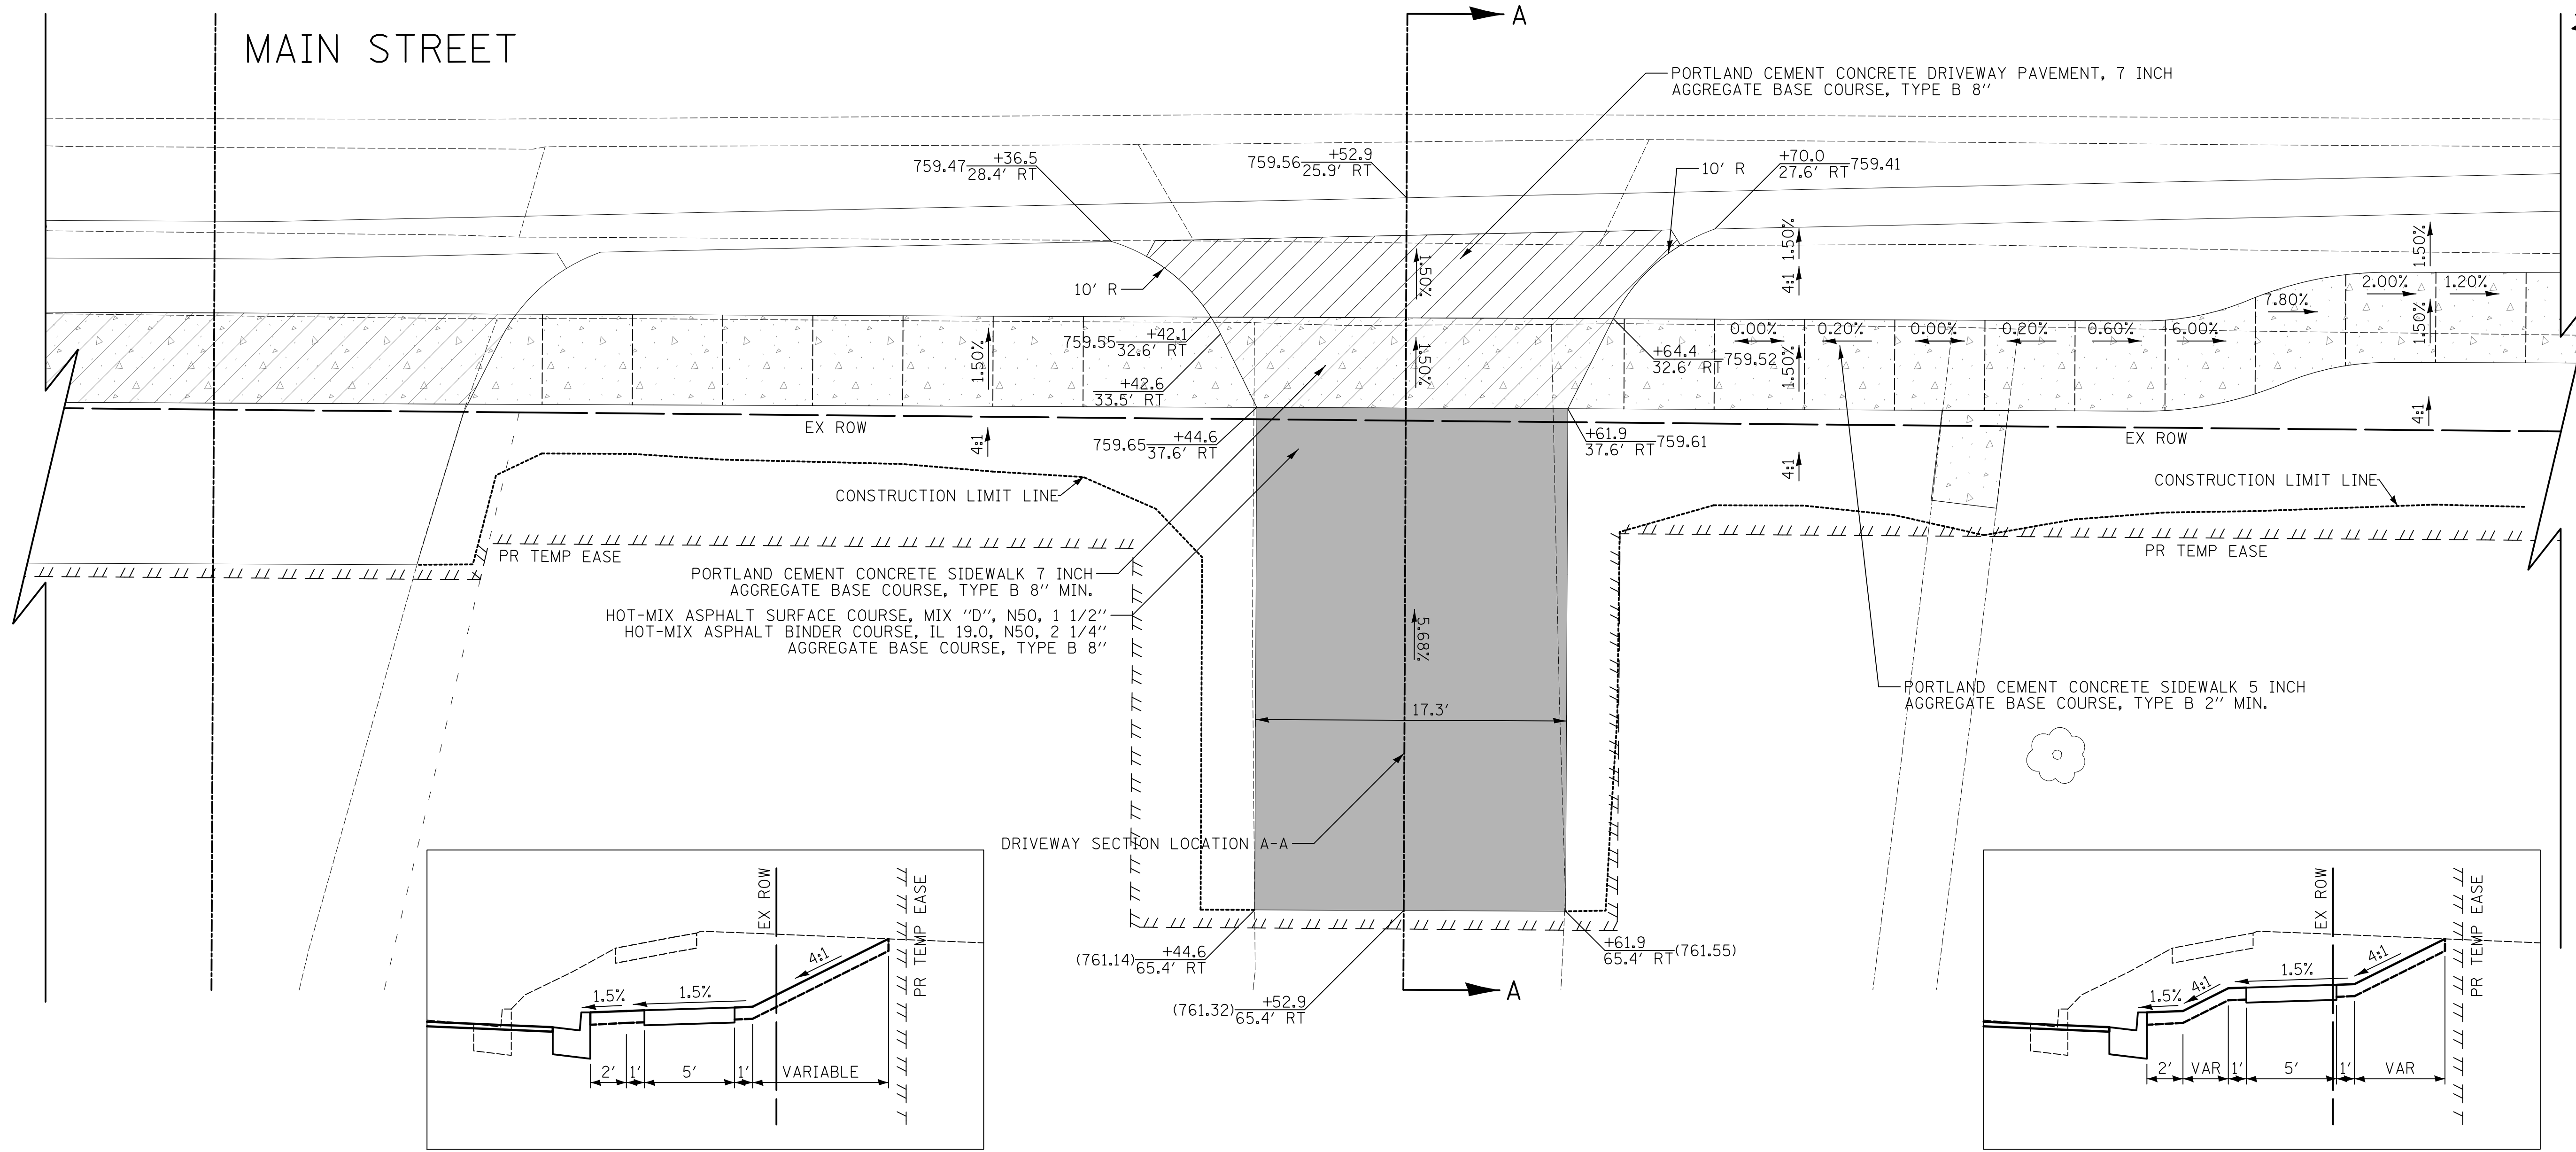 A
MAIN STREET
PORTLAND CEMENT CONCRETE DRIVEWAY PAVEMENT, 7 INCH
AGGREGATE BASE COURSE, TYPE B 8"
759.47 +36.5
28.4' RT
759.56 +52.9
25.9' RT
10' R
+70.0 759.41
27.6' RT
1.50%
4:1
1.50%
1.50%
10' R
1.50%
759.55 +42.1
32.6' RT
+42.6
33.5' RT
1.50%
+64.4 759.52
32.6' RT
1.50%
0.00%
0.20%
0.00%
0.20%
0.60%
6.00%
7.80%
2.00%
1.20%
1.50%
EX ROW
4:1
759.65 +44.6
37.6' RT
+61.9 759.61
37.6' RT
4:1
EX ROW
4:1
CONSTRUCTION LIMIT LINE
CONSTRUCTION LIMIT LINE
PR TEMP EASE
PR TEMP EASE
PORTLAND CEMENT CONCRETE SIDEWALK 7 INCH
AGGREGATE BASE COURSE, TYPE B 8" MIN.
HOT-MIX ASPHALT SURFACE COURSE, MIX "D", N50, 1 1/2"
HOT-MIX ASPHALT BINDER COURSE, IL 19.0, N50, 2 1/4"
AGGREGATE BASE COURSE, TYPE B 8"
5.68%
PORTLAND CEMENT CONCRETE SIDEWALK 5 INCH
AGGREGATE BASE COURSE, TYPE B 2" MIN.
17.3'
DRIVEWAY SECTION LOCATION A-A
(761.14) +44.6
65.4' RT
+61.9 (761.55)
65.4' RT
(761.32) +52.9
65.4' RT
A
EX ROW
PR TEMP EASE
4:1
1.5%
1.5%
2'
1'
5'
1'
VARIABLE
EX ROW
PR TEMP EASE
4:1
1.5%
4:1
1.5%
2'
VAR
1'
5'
1'
VAR